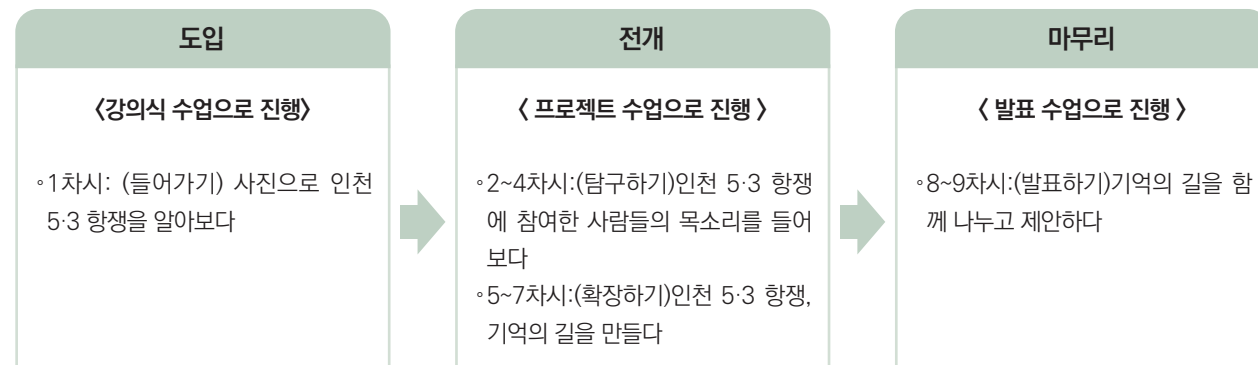 도입
〈강의식 수업으로 진행〉
◦1차시: (들어가기) 사진으로 인천
5·3 항쟁을 알아보다
전개
〈 프로젝트 수업으로 진행 〉
◦2~4차시:(탐구하기)인천 5·3 항쟁
에 참여한 사람들의 목소리를 들어
보다
◦5~7차시:(확장하기)인천 5·3 항쟁,
기억의 길을 만들다
마무리
〈 발표 수업으로 진행 〉
◦8~9차시:(발표하기)기억의 길을 함
께 나누고 제안하다